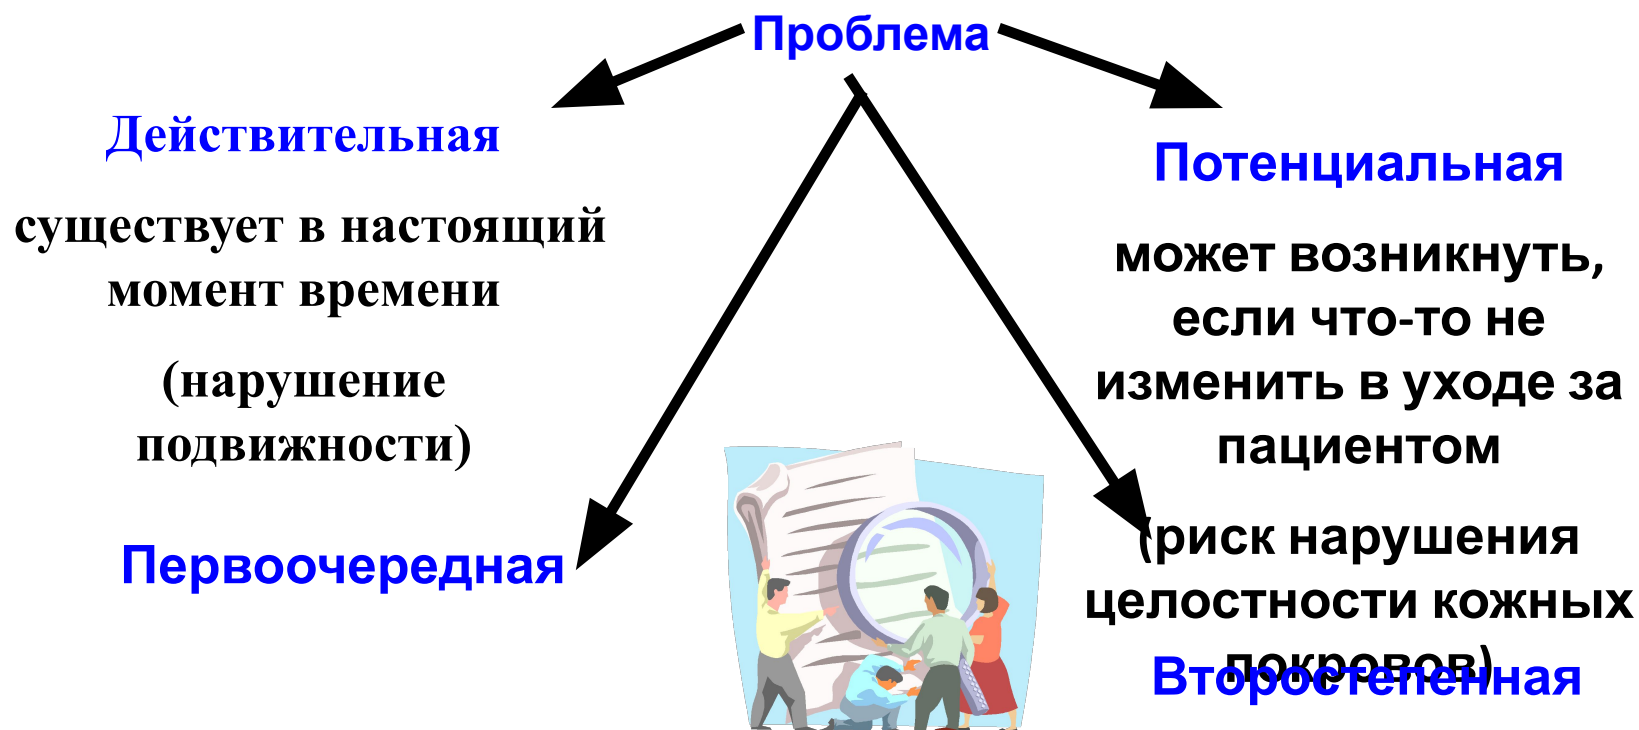 Проблема
Действительная
существует в настоящий
момент времени
(нарушение
подвижности)
Первоочередная
Потенциальная
может возникнуть,
если что-то не
изменить в уходе за
пациентом
(риск нарушения
целостности кожных
покровов)
Второстепенная